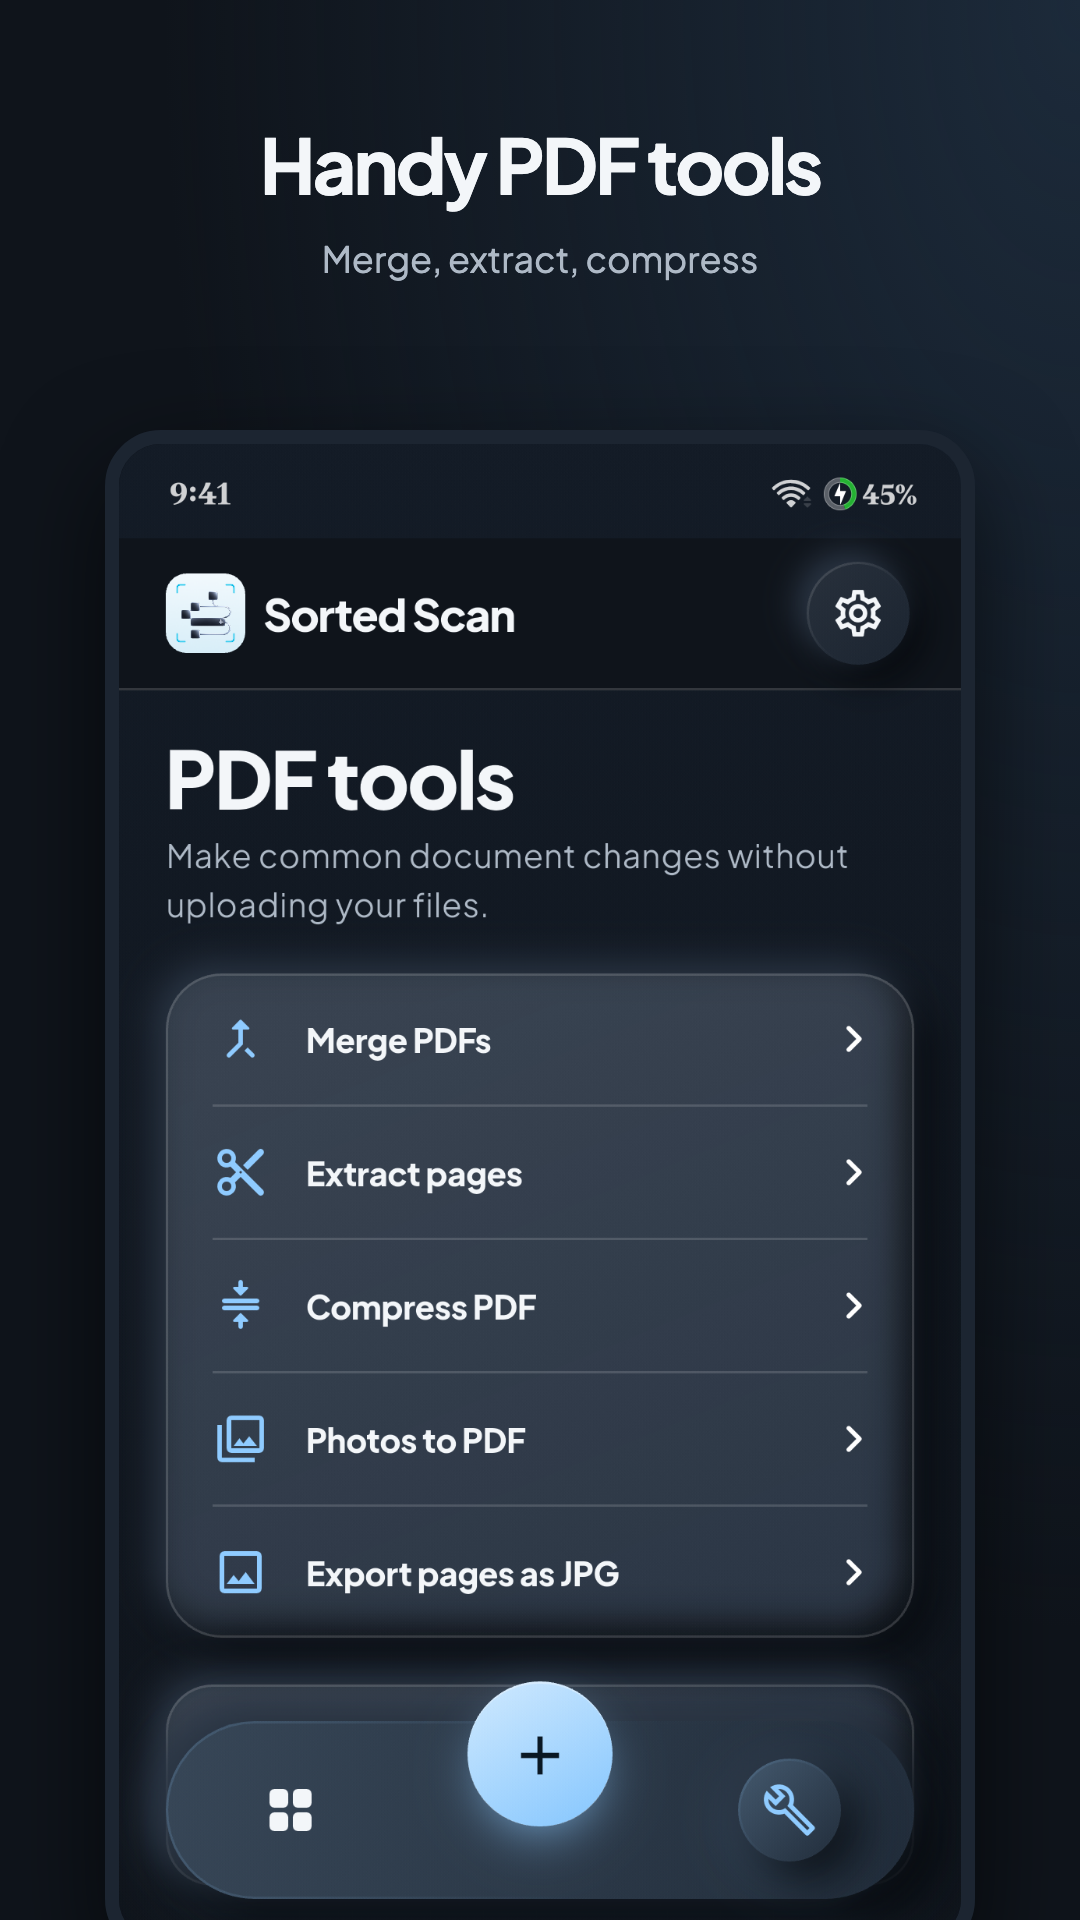 Handy PDF tools
Merge, extract, compress
9:41
45%
Sorted Scan
PDF tools
Make common document changes without
uploading your files.
Merge PDFs
Extract pages
Compress PDF
Photos to PDF
Export pages as JPG